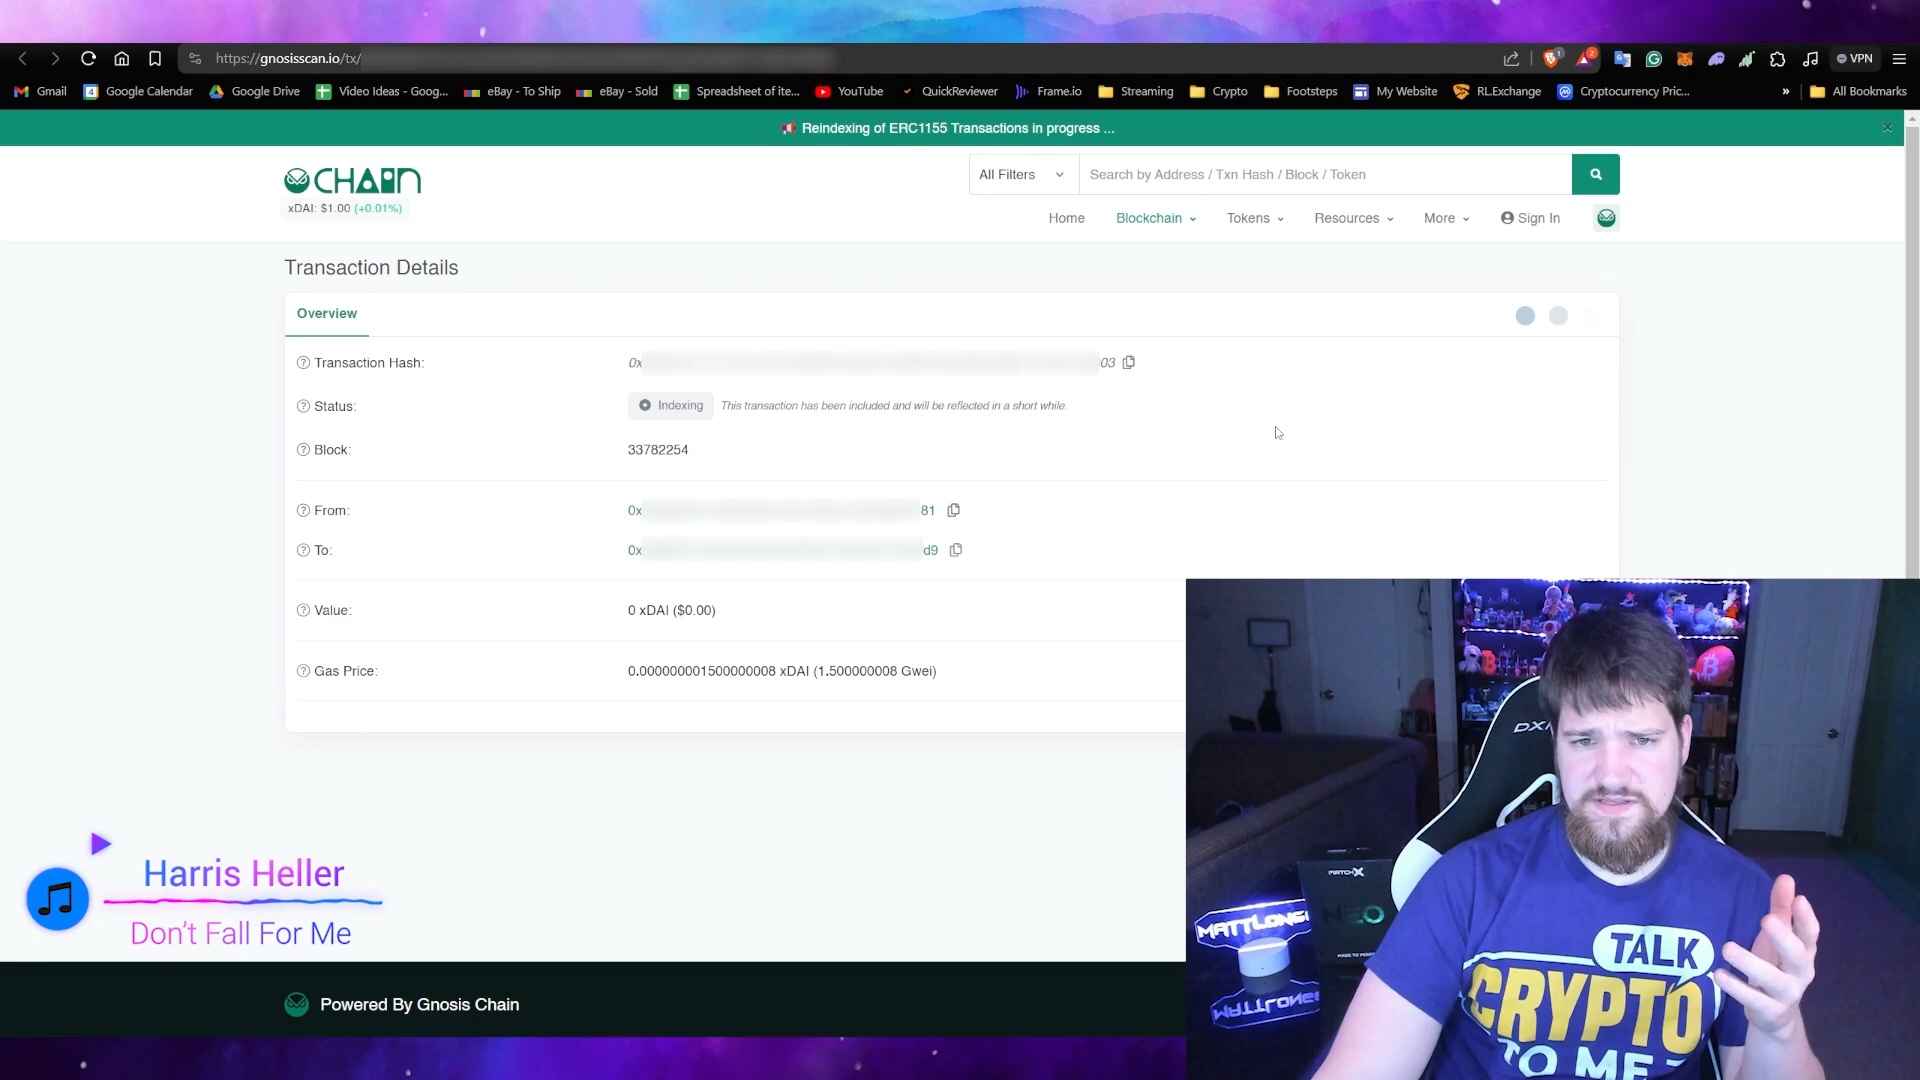 https://gnosisscan.io/tx/
1
2
VPN
Gmail
Google Calendar
Google Drive
Video Ideas - Goog...
eBay - To Ship
eBay - Sold
Spreadsheet of ite...
YouTube
QuickReviewer
Frame.io
Streaming
Crypto
Footsteps
My Website
RL.Exchange
Cryptocurrency Pric...
»
All Bookmarks
Reindexing of ERC1155 Transactions in progress ...
CHAIN
xDAI: $1.00 (+0.01%)
All Filters
Search by Address / Txn Hash / Block / Token
Home
Blockchain
Tokens
Resources
More
Sign In
Transaction Details
Overview
Transaction Hash:
0x
03
Status:
Indexing
This transaction has been included and will be reflected in a short while.
Block:
33782254
From:
0x
81
To:
0x
d9
Value:
0 xDAI ($0.00)
Gas Price:
0.000000001500000008 xDAI (1.500000008 Gwei)
Harris Heller
Don't Fall For Me
Powered By Gnosis Chain
MATCHX
NEO
TALK
CRYPTO
TO ME